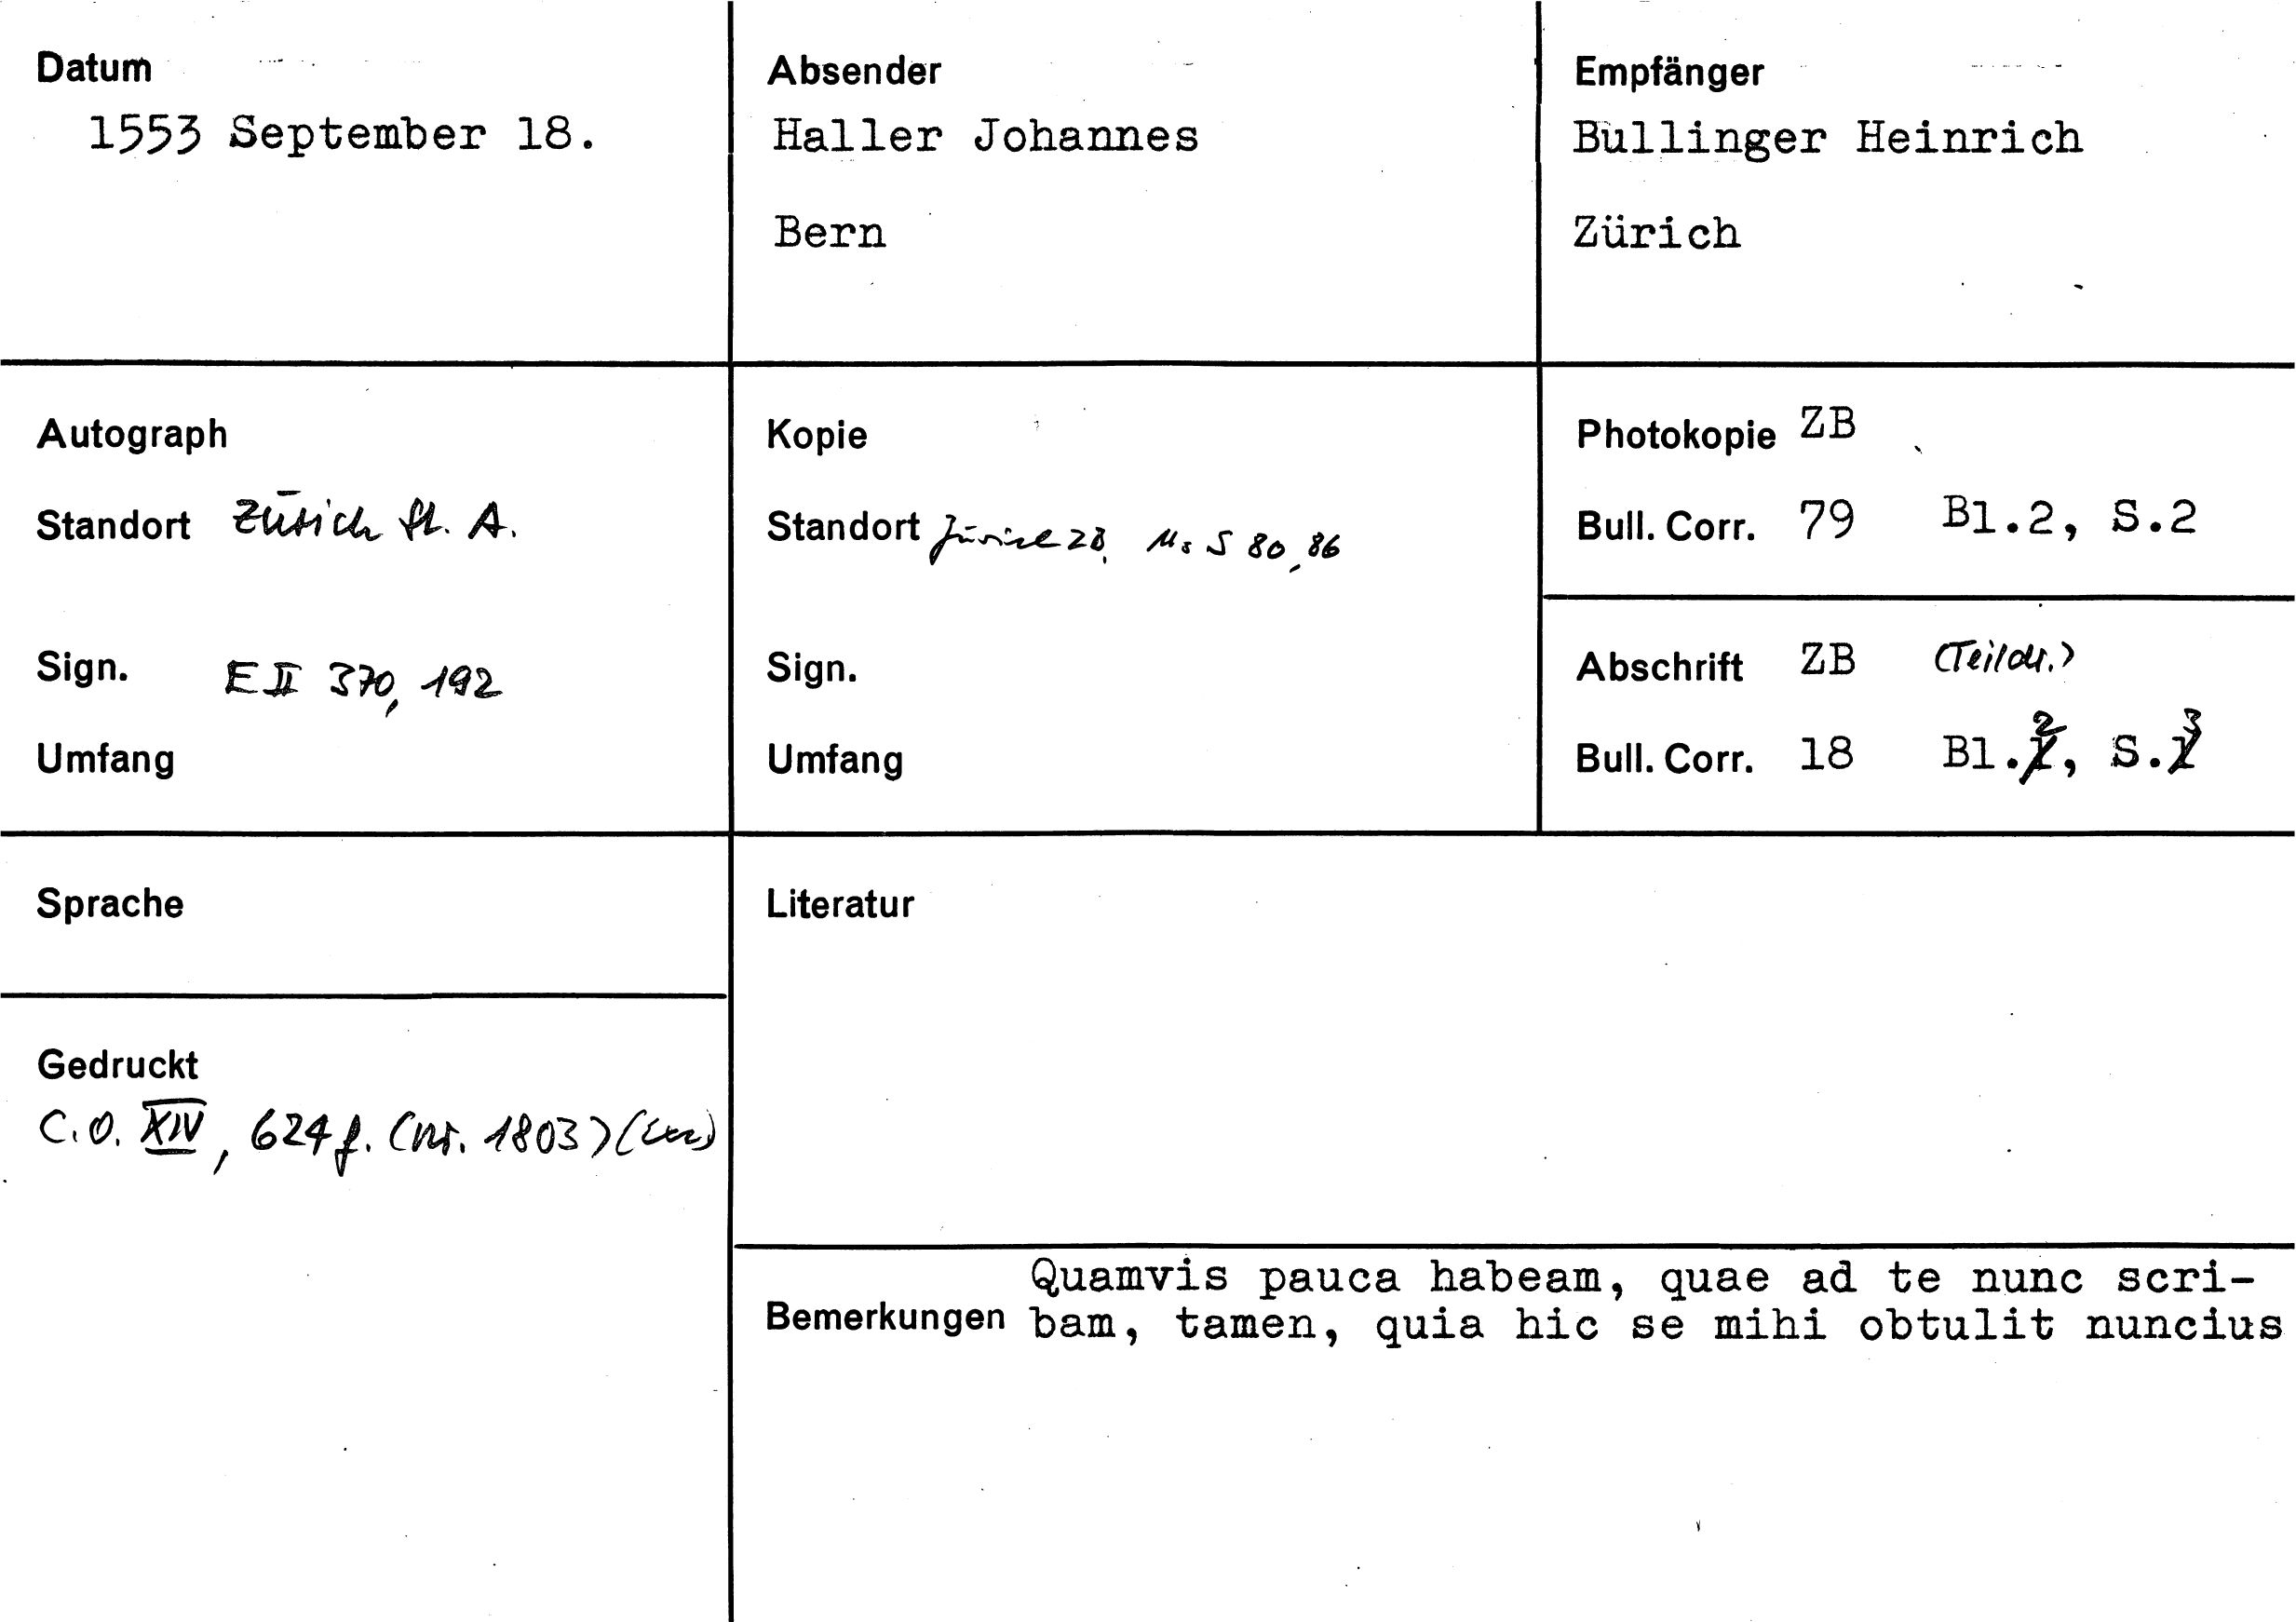 Datum
1553 September 18.
Absender
Haller Johannes
Bern
Empfänger
Bullinger Heinrich
Zürich
Autograph
Standort Zürich St. A.
Sign. E II 370, 192
Umfang
Kopie
Standort Zürich ZB, Ms S 80, 86
Sign.
Umfang
Photokopie ZB
Bull. Corr. 79 Bl.2, S.2
Abschrift ZB (Teildr.)
Bull. Corr. 18 Bl.2, S.3
Sprache
Literatur
Gedruckt
C.O. XIV, 624 f. (nr. 1803)
Bemerkungen
Quamvis pauca habeam, quae ad te nunc scri-
bam, tamen, quia hic se mihi obtulit nuncius